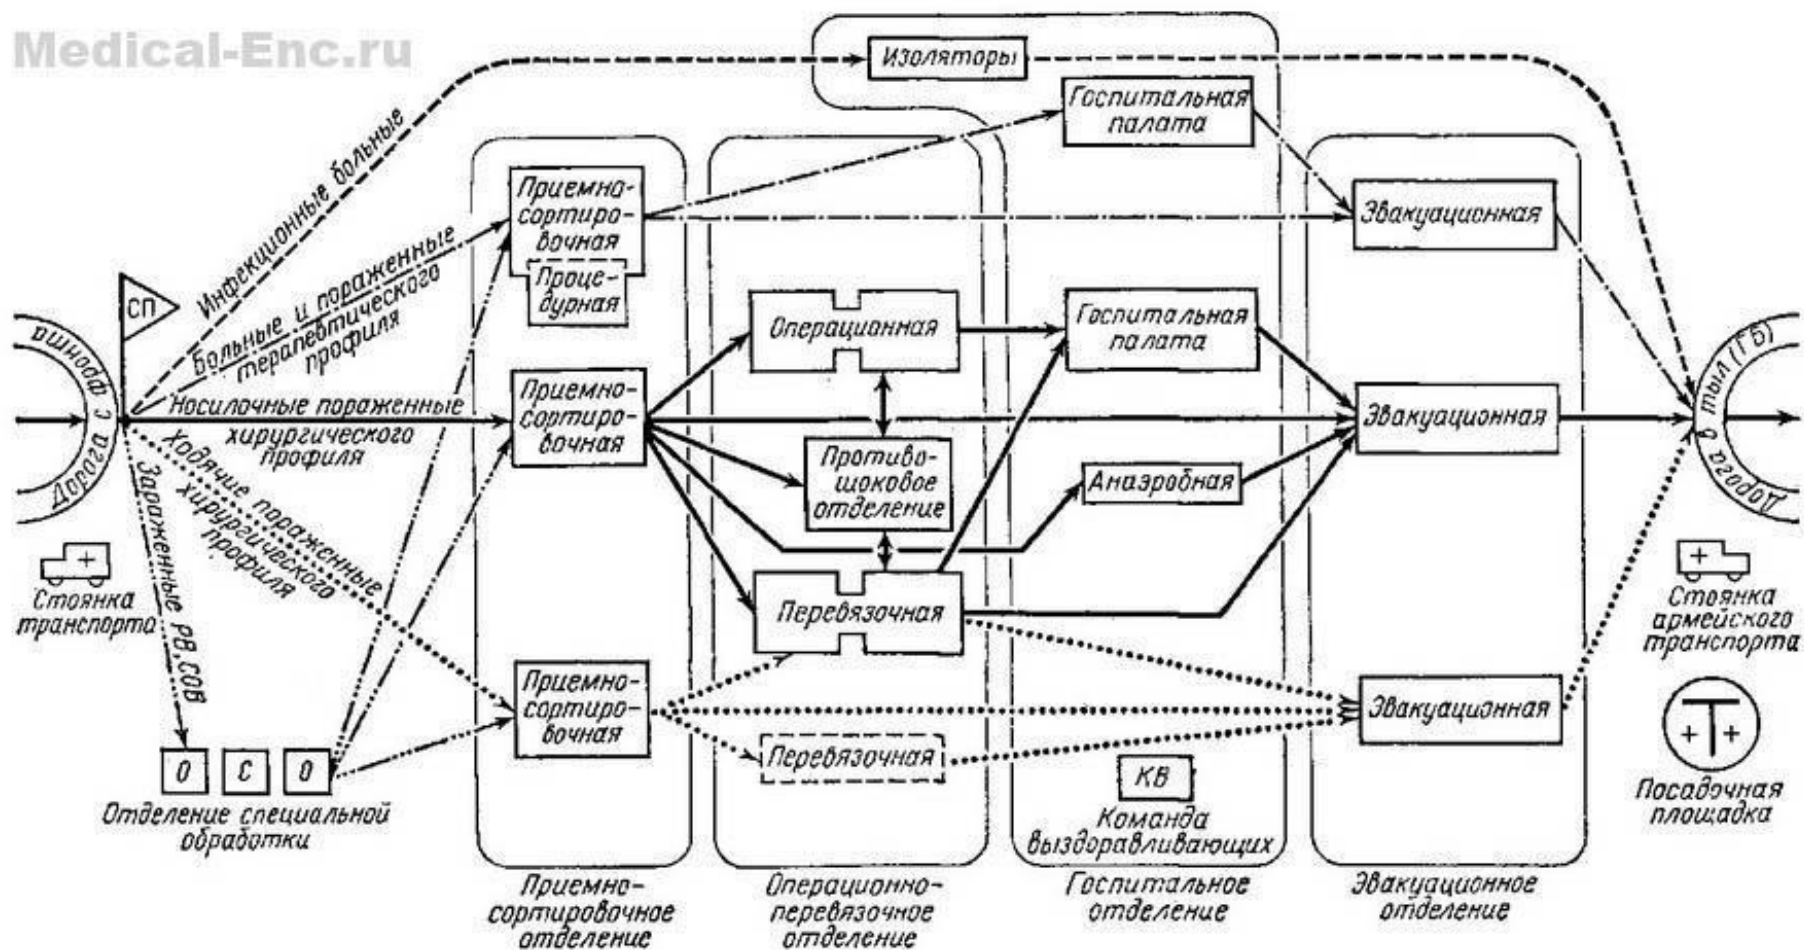 Medical-Enc.ru
Изоляторы
Госпитальная
палата
Инфекционные больные
Приемно-
сортиро-
вочная
Проце-
дурная
Эвакуационная
Больные и пораженные
терапевтического
профиля
СП
Дорога с фронта
Операционная
Госпитальная
палата
Носилочные пораженные
хирургического
профиля
Приемно-
сортиро-
вочная
Эвакуационная
Дорога в тыл (ГБ)
Противо-
шоковое
отделение
Анаэробная
Ходячие пораженные
хирургического
профиля
Зараженные РВ, СОВ
Стоянка
транспорта
Перевязочная
Стоянка
армейского
транспорта
Приемно-
сортиро-
вочная
Эвакуационная
Перевязочная
О С О
Отделение специальной
обработки
КВ
Команда
выздоравливающих
Посадочная
площадка
Приемно-
сортировочное
отделение
Операционно-
перевязочное
отделение
Госпитальное
отделение
Эвакуационное
отделение